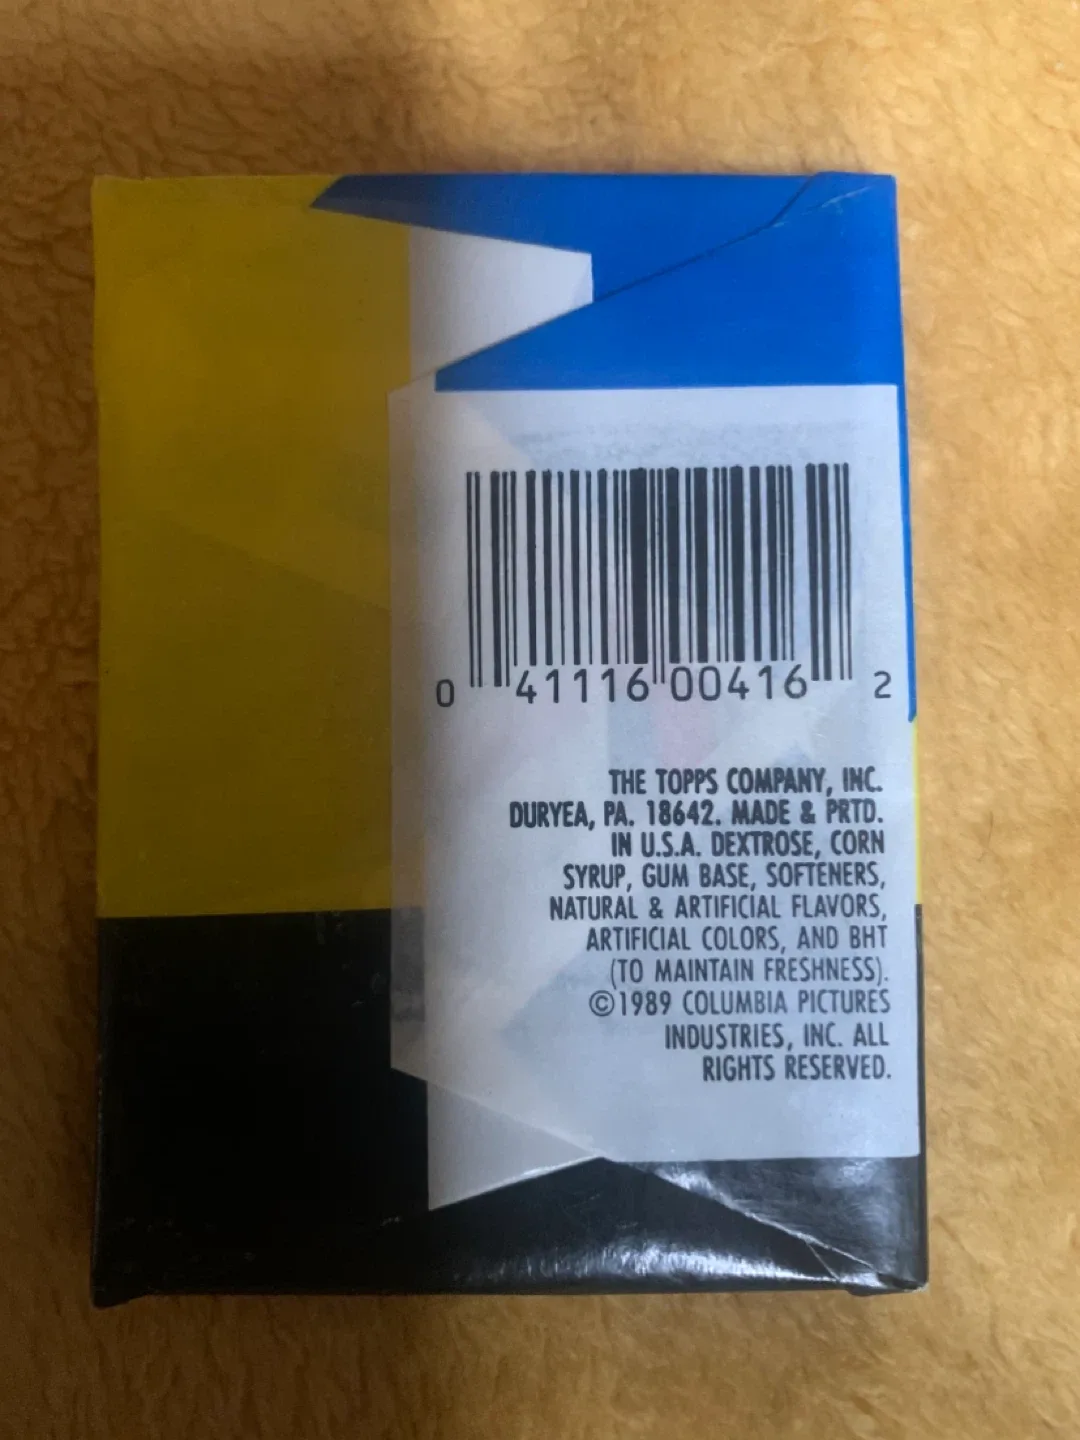 0 41116 00416 2
THE TOPPS COMPANY, INC.
DURYEA, PA. 18642. MADE & PRTD.
IN U.S.A. DEXTROSE, CORN
SYRUP, GUM BASE, SOFTENERS,
NATURAL & ARTIFICIAL FLAVORS,
ARTIFICIAL COLORS, AND BHT
(TO MAINTAIN FRESHNESS).
©1989 COLUMBIA PICTURES
INDUSTRIES, INC. ALL
RIGHTS RESERVED.